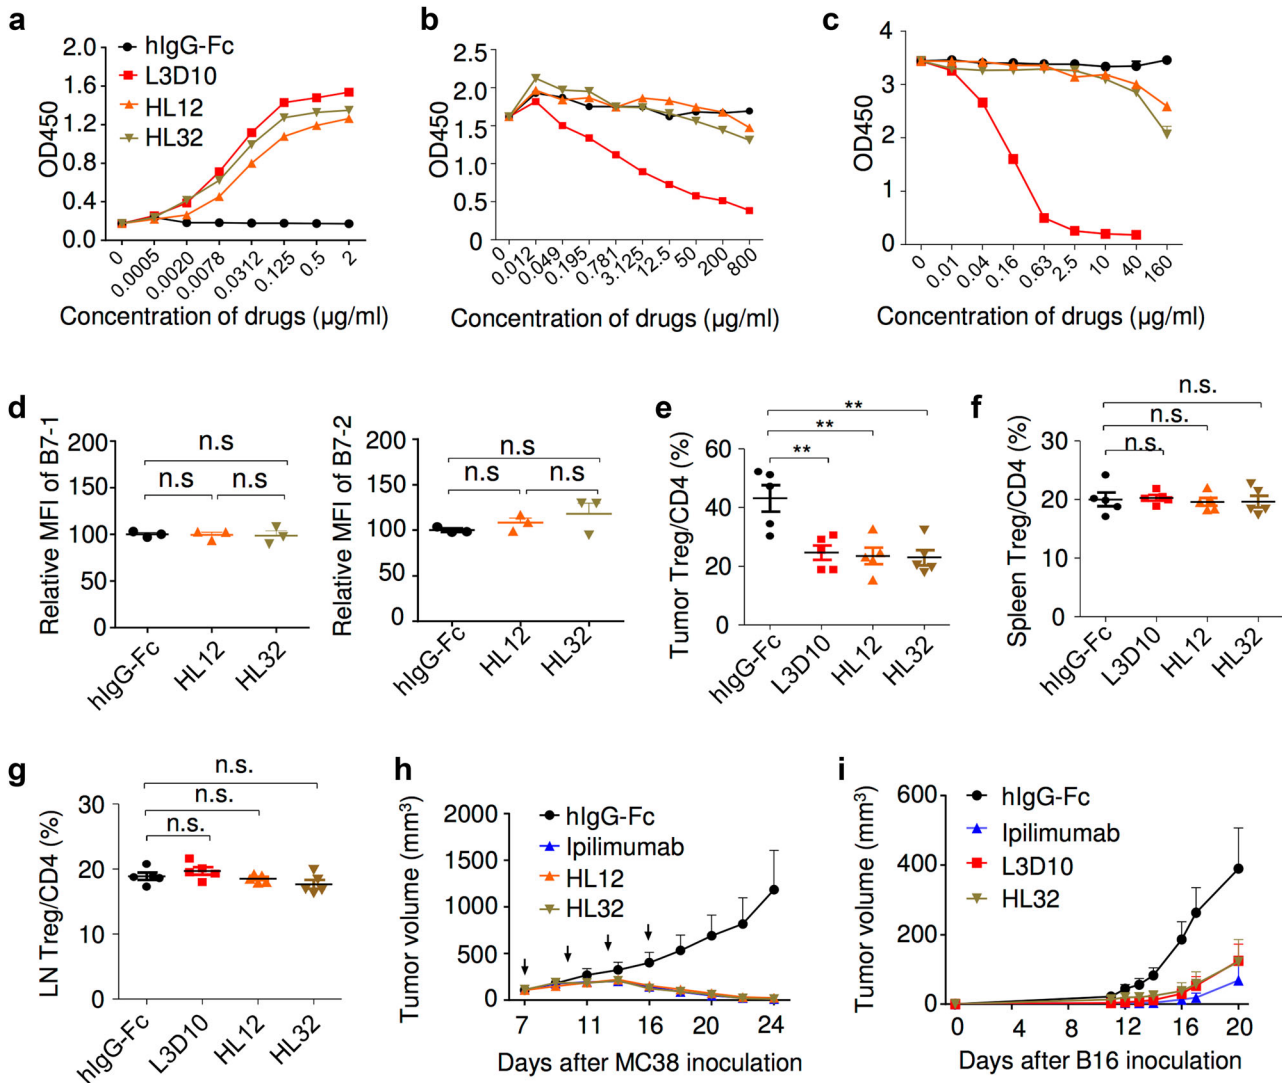 a
2.0
1.6
1.2
0.8
0.4
0.0
OD450
hIgG-Fc
L3D10
HL12
HL32
0
0.0005
0.0020
0.0078
0.0312
0.125
0.5
2
Concentration of drugs (µg/ml)
b
2.5
2.0
1.5
1.0
0.5
0
OD450
0
0.012
0.049
0.195
0.781
3.125
12.5
50
200
800
Concentration of drugs (µg/ml)
c
4
3
2
1
0
OD450
0
0.01
0.04
0.16
0.63
2.5
10
40
160
Concentration of drugs (µg/ml)
d
Relative MFI of B7-1
200
150
100
50
0
n.s
n.s
n.s
hIgG-Fc
HL12
HL32
Relative MFI of B7-2
200
150
100
50
0
n.s
n.s
n.s
hIgG-Fc
HL12
HL32
e
Tumor Treg/CD4 (%)
60
40
20
0
**
**
**
hIgG-Fc
L3D10
HL12
HL32
f
Spleen Treg/CD4 (%)
30
20
10
0
n.s.
n.s.
n.s.
hIgG-Fc
L3D10
HL12
HL32
g
LN Treg/CD4 (%)
30
20
10
0
n.s.
n.s.
n.s.
hIgG-Fc
L3D10
HL12
HL32
h
Tumor volume (mm³)
2000
1500
1000
500
0
hIgG-Fc
Ipilimumab
HL12
HL32
7
11
16
20
24
Days after MC38 inoculation
i
Tumor volume (mm³)
600
400
200
0
hIgG-Fc
Ipilimumab
L3D10
HL32
0
4
8
12
16
20
Days after B16 inoculation